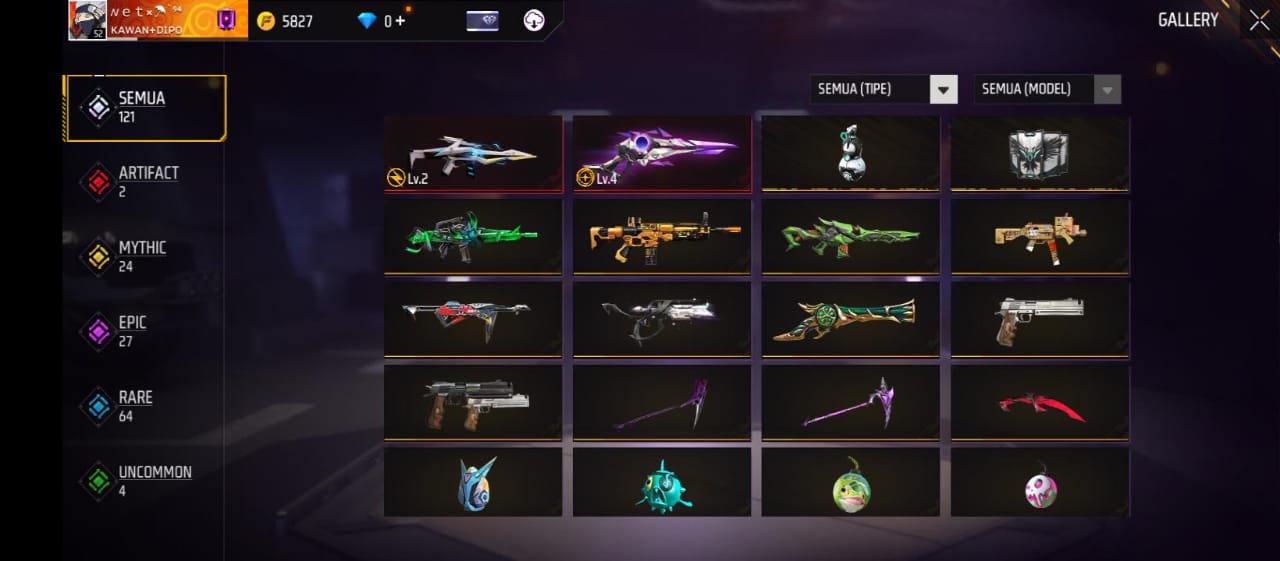 n e t × 94
KAWAN+DIPO
52
5827
0 +
GALLERY
SEMUA
121
SEMUA (TIPE)
SEMUA (MODEL)
Lv.2
Lv.4
ARTIFACT
2
MYTHIC
24
EPIC
27
RARE
64
UNCOMMON
4